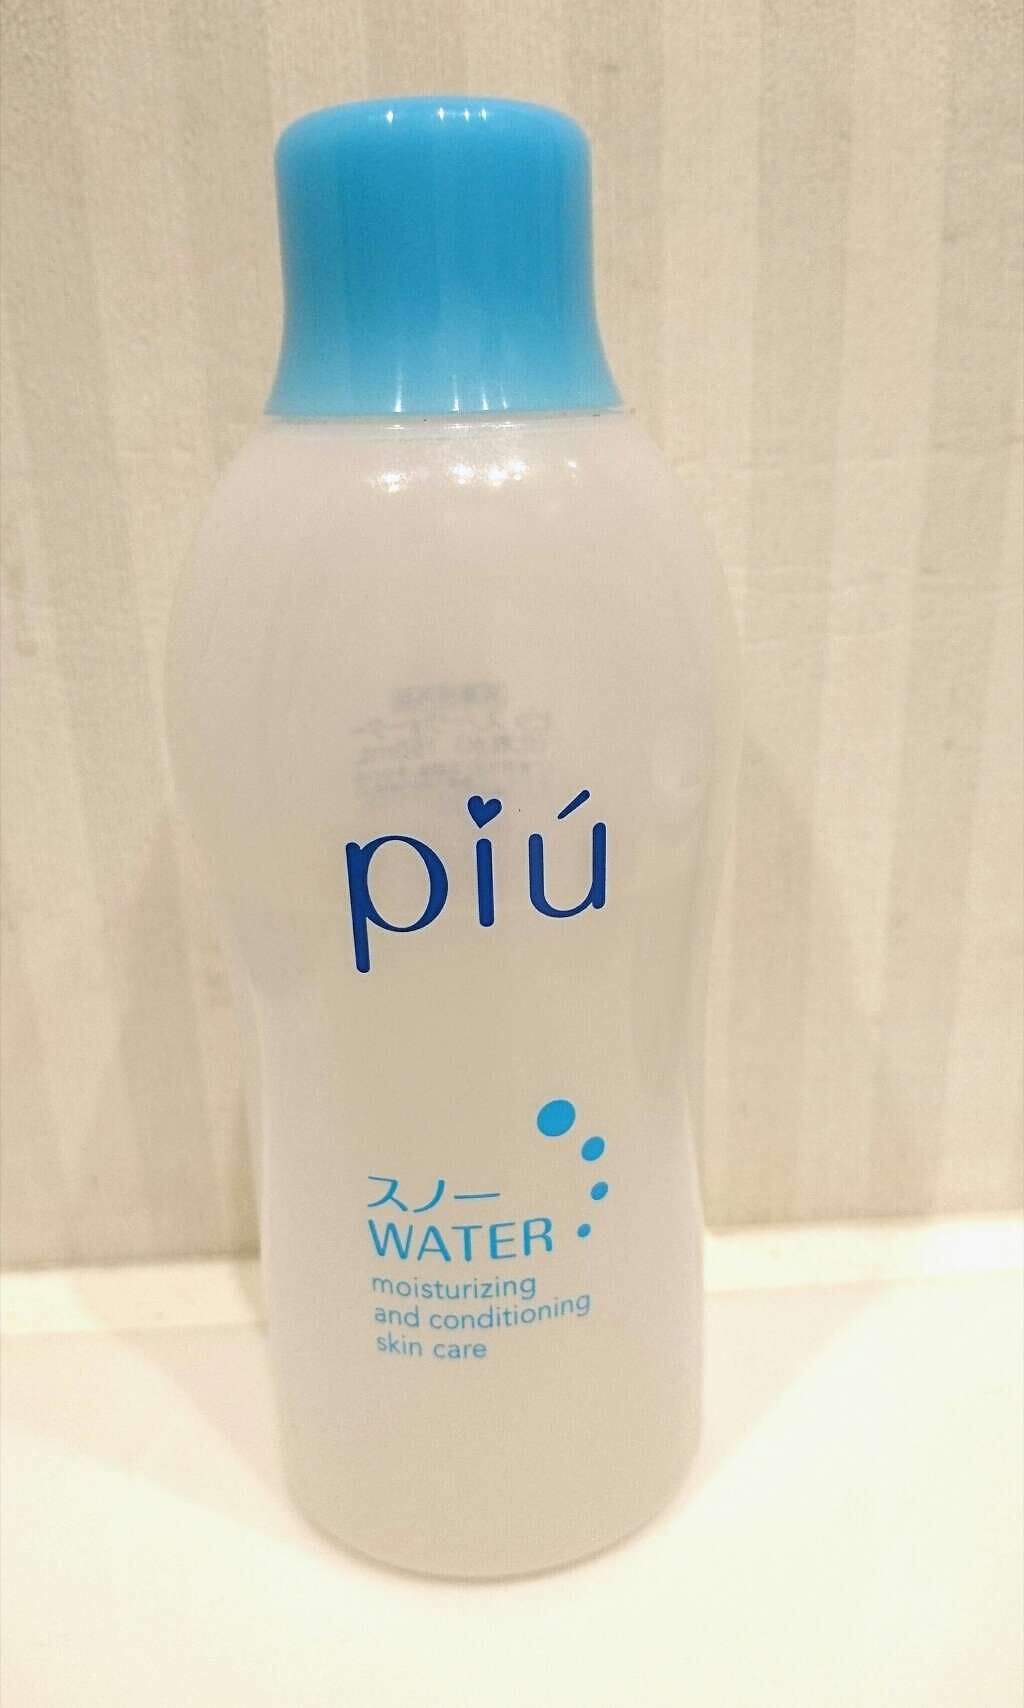 piú
スノー
WATER
moisturizing
and conditioning
skin care